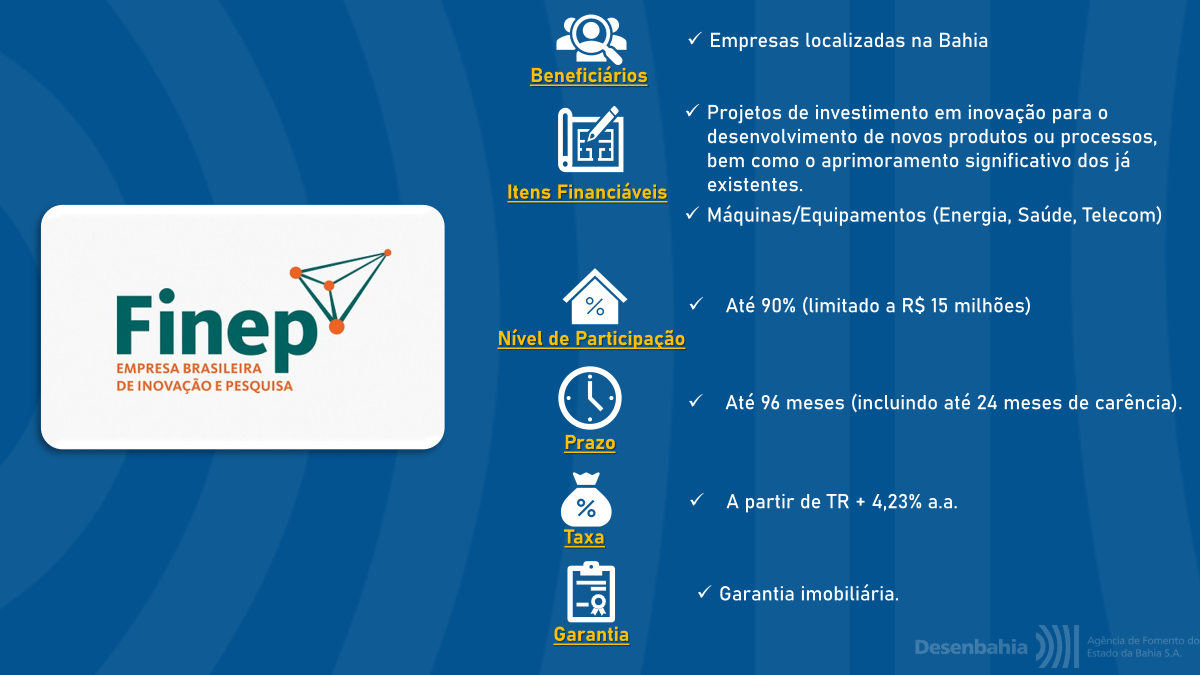 Finep
EMPRESA BRASILEIRA
DE INOVAÇÃO E PESQUISA
Beneficiários
✓ Empresas localizadas na Bahia
Itens Financiáveis
✓ Projetos de investimento em inovação para o
desenvolvimento de novos produtos ou processos,
bem como o aprimoramento significativo dos já
existentes.
✓ Máquinas/Equipamentos (Energia, Saúde, Telecom)
%
Nível de Participação
✓ Até 90% (limitado a R$ 15 milhões)
Prazo
✓ Até 96 meses (incluindo até 24 meses de carência).
%
Taxa
✓ A partir de TR + 4,23% a.a.
Garantia
✓ Garantia imobiliária.
Desenbahia
Agência de Fomento do
Estado da Bahia S.A.